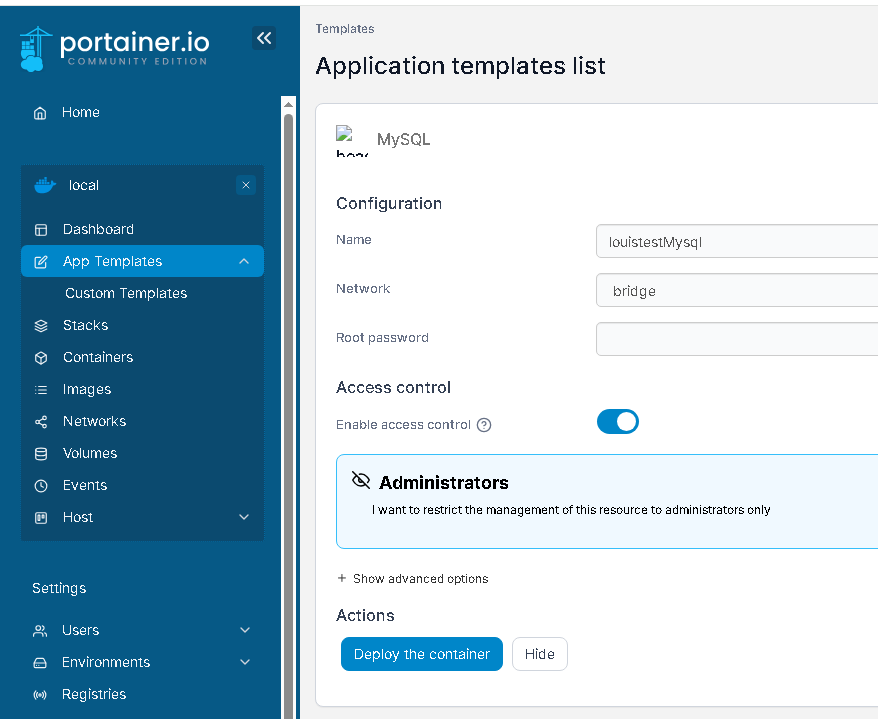 portainer.io
COMMUNITY EDITION
Home
local
Dashboard
App Templates
Custom Templates
Stacks
Containers
Images
Networks
Volumes
Events
Host
Settings
Users
Environments
Registries
Templates
Application templates list
MySQL
Configuration
Name
louistestMysql
Network
bridge
Root password
Access control
Enable access control
Administrators
I want to restrict the management of this resource to administrators only
+ Show advanced options
Actions
Deploy the container
Hide